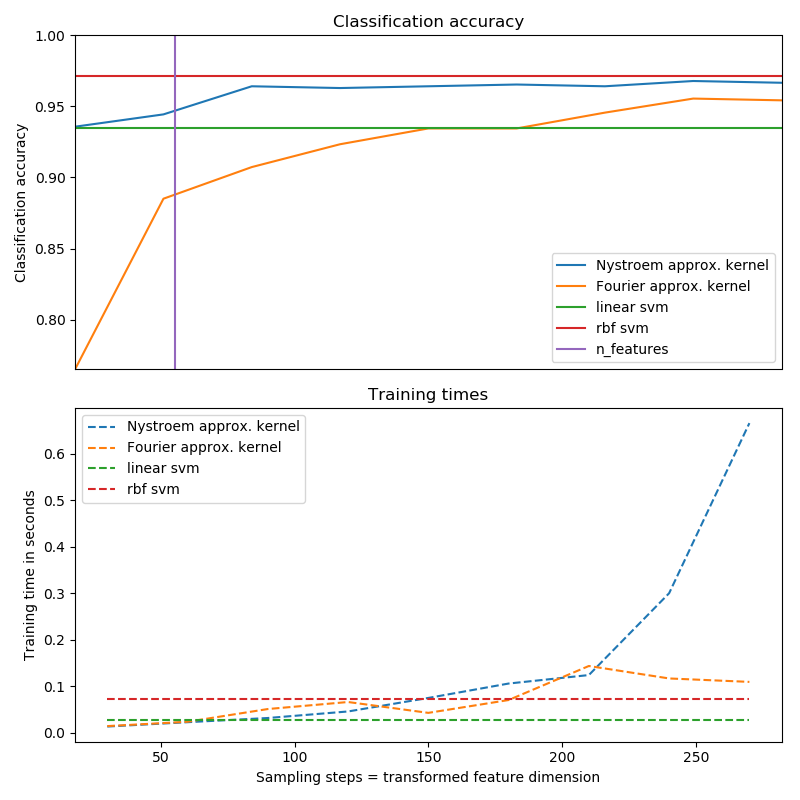 Classification accuracy
1.00
0.95
0.90
0.85
0.80
Classification accuracy
Nystroem approx. kernel
Fourier approx. kernel
linear svm
rbf svm
n_features
Training times
Nystroem approx. kernel
Fourier approx. kernel
linear svm
rbf svm
0.6
0.5
0.4
0.3
0.2
0.1
0.0
Training time in seconds
50 100 150 200 250
Sampling steps = transformed feature dimension